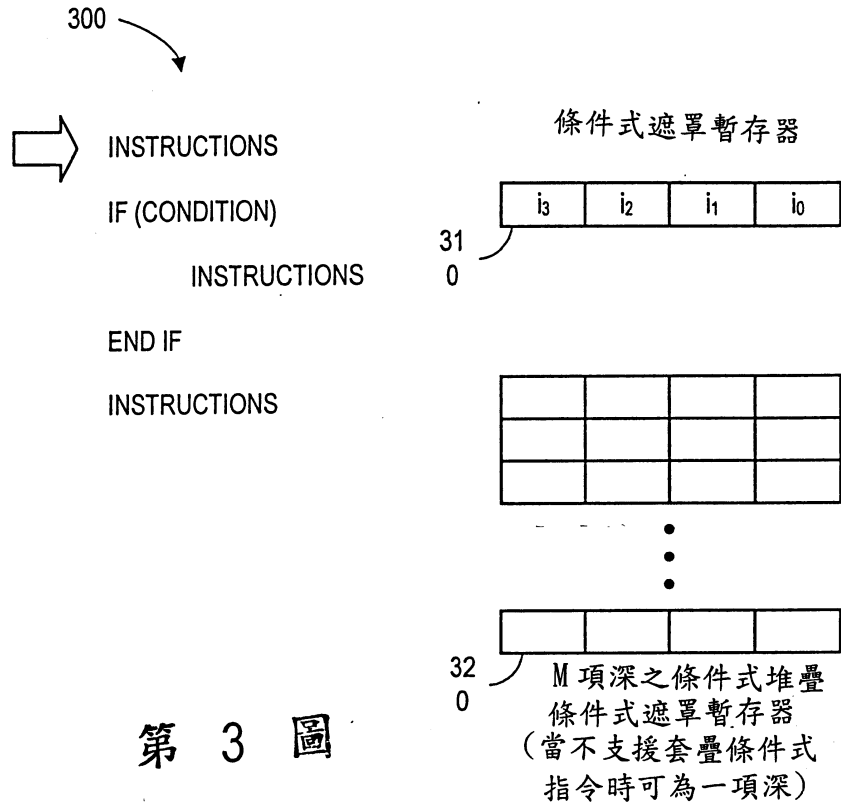 300
INSTRUCTIONS
IF (CONDITION)
INSTRUCTIONS
END IF
INSTRUCTIONS
條件式遮罩暫存器
i3 i2 i1 i0
31
0
32
0
M項深之條件式堆疊
條件式遮罩暫存器
(當不支援套疊條件式
指令時可為一項深)
第 3 圖